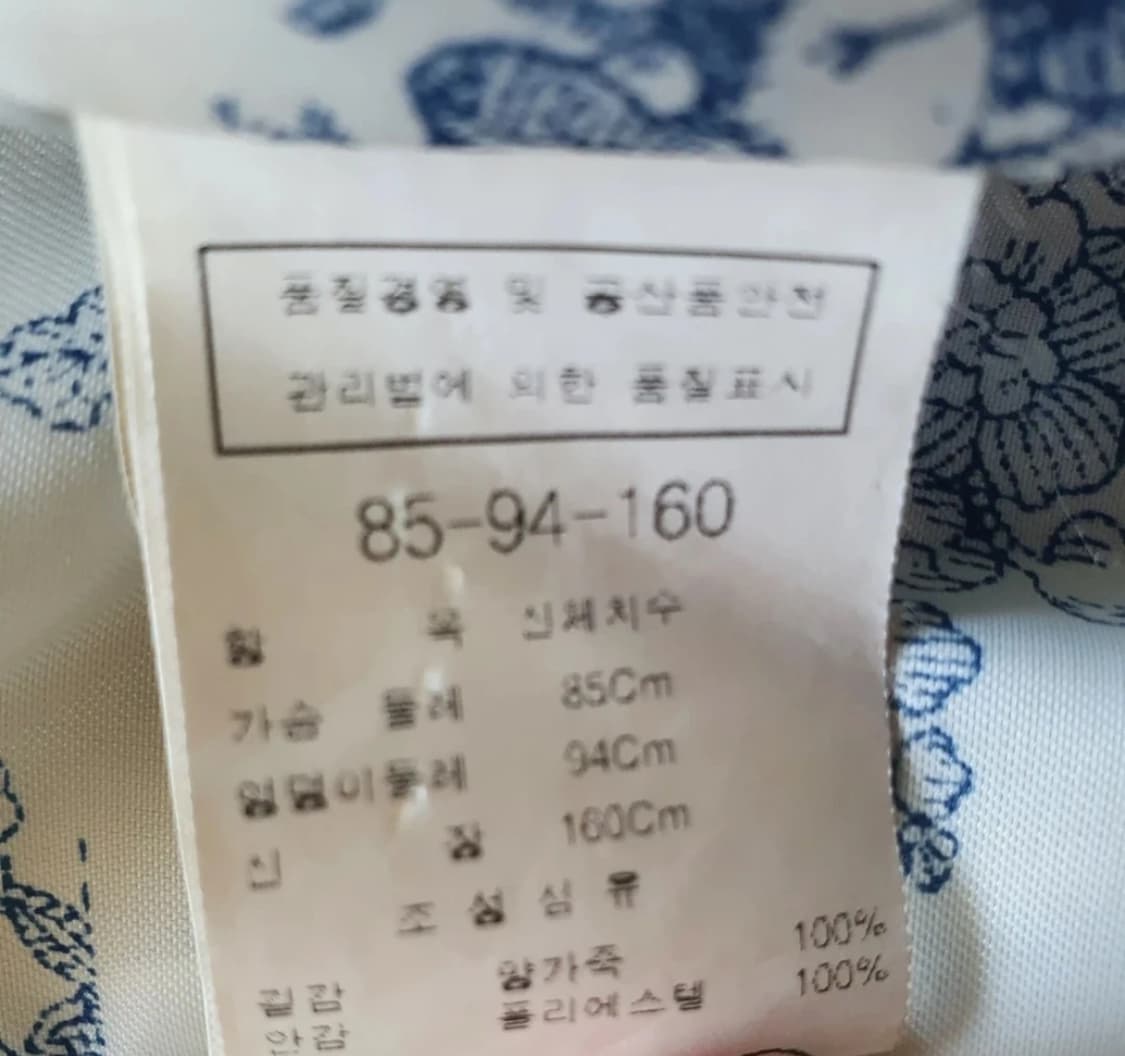 품질경영 및 공산품안전
관리법에 의한 품질표시
85-94-160
항 목 신체치수
가슴 둘레 85Cm
엉덩이둘레 94Cm
신 장 160Cm
조 성 섬 유
겉감 양가죽 100%
안감 폴리에스텔 100%